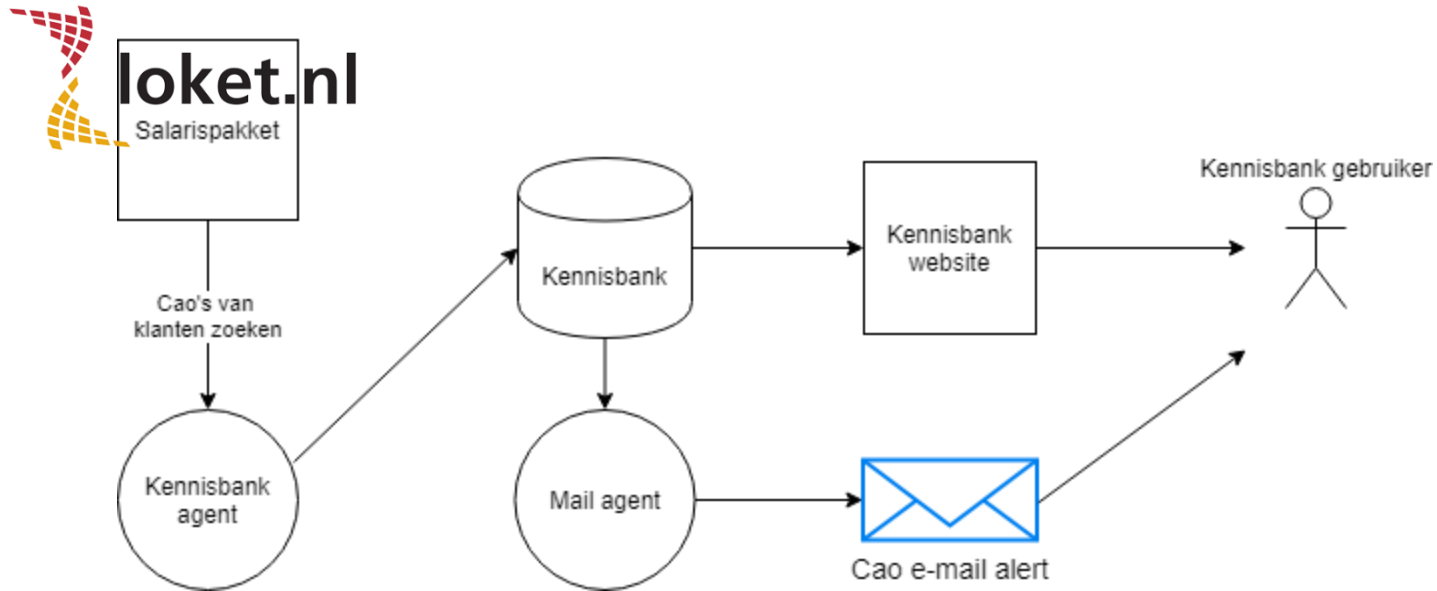 loket.nl
Salarispakket
Cao's van
klanten zoeken
Kennisbank
agent
Kennisbank
Mail agent
Kennisbank
website
Cao e-mail alert
Kennisbank gebruiker